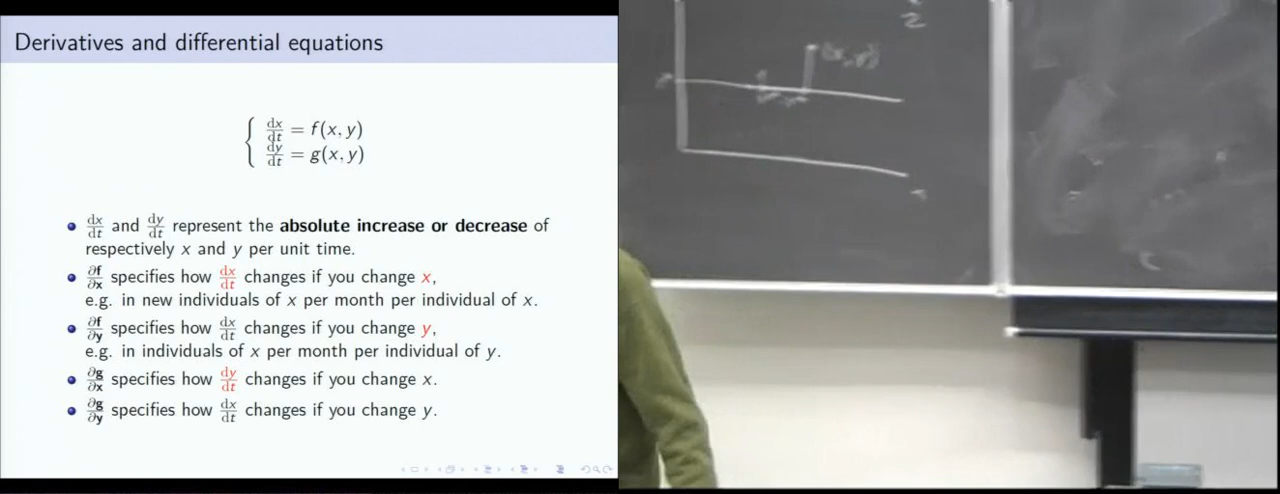 Derivatives and differential equations
{ dx/dt = f(x, y)
dy/dt = g(x, y)
• dx/dt and dy/dt represent the absolute increase or decrease of
respectively x and y per unit time.
• ∂f/∂x specifies how dx/dt changes if you change x,
e.g. in new individuals of x per month per individual of x.
• ∂f/∂y specifies how dx/dt changes if you change y,
e.g. in individuals of x per month per individual of y.
• ∂g/∂x specifies how dy/dt changes if you change x.
• ∂g/∂y specifies how dx/dt changes if you change y.
2